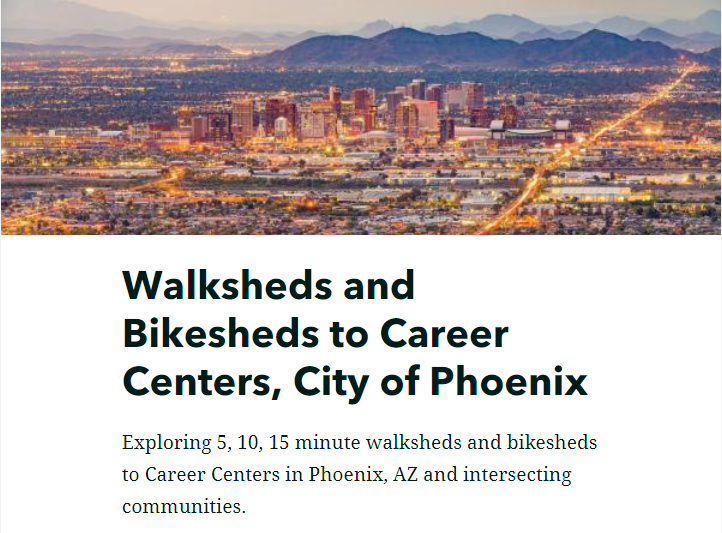 Walksheds and
Bikesheds to Career
Centers, City of Phoenix
Exploring 5, 10, 15 minute walksheds and bikesheds
to Career Centers in Phoenix, AZ and intersecting
communities.